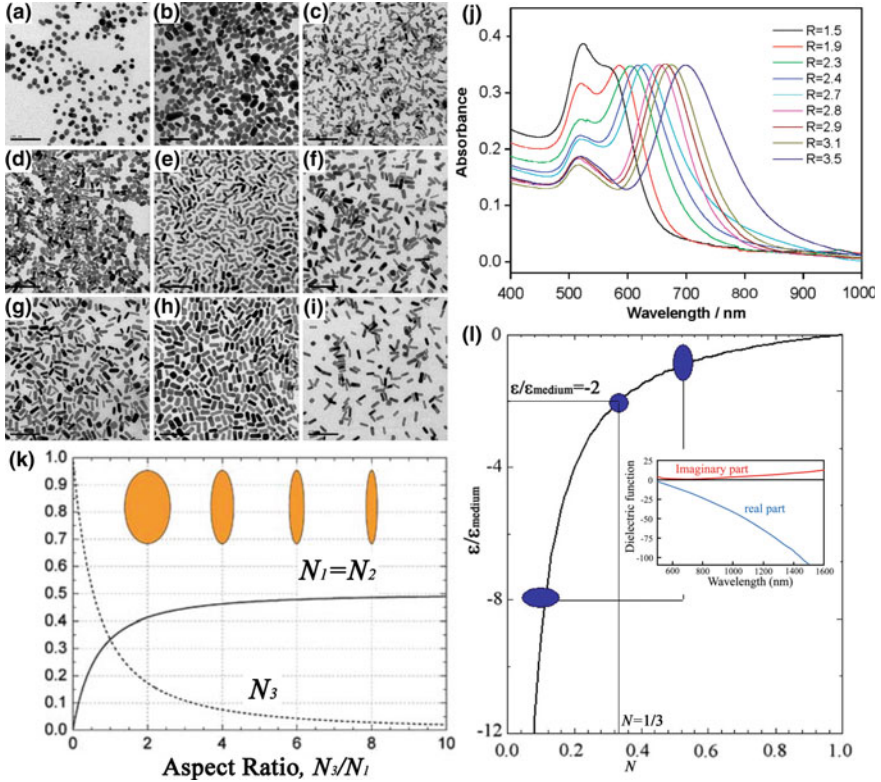 (a)
(b)
(c)
(d)
(e)
(f)
(g)
(h)
(i)
(j)
R=1.5
R=1.9
R=2.3
R=2.4
R=2.7
R=2.8
R=2.9
R=3.1
R=3.5
0.4
0.3
0.2
0.1
0.0
Absorbance
400 500 600 700 800 900 1000
Wavelength / nm
(k)
1.0
0.9
0.8
0.7
0.6
0.5
0.4
0.3
0.2
0.1
0.0
N1=N2
N3
0 2 4 6 8 10
Aspect Ratio, N3/N1
(l)
0
-4
-8
-12
ε/εmedium
ε/εmedium=-2
N=1/3
0.0 0.2 0.4 0.6 0.8 1.0
N
25
0
-25
-50
-75
-100
Dielectric function
Imaginary part
real part
600 800 1000 1200 1400 1600
Wavelength (nm)